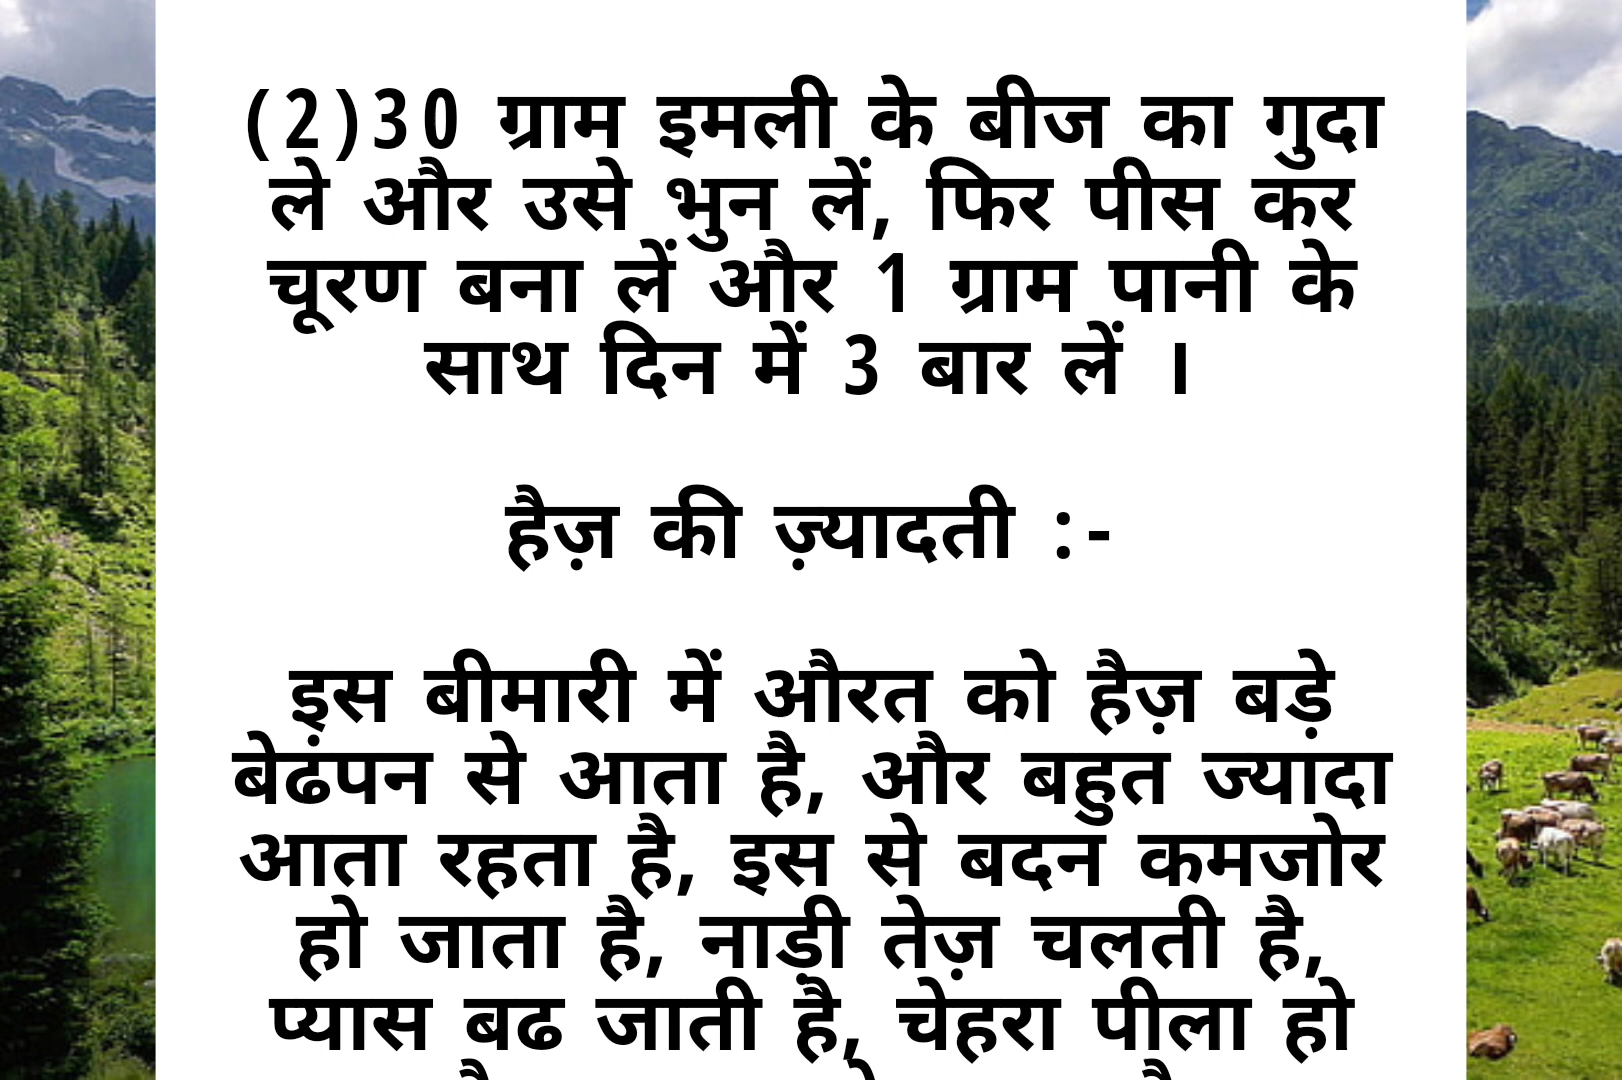 (2)30 ग्राम इमली के बीज का गुदा
ले और उसे भुन लें, फिर पीस कर
चूरण बना लें और 1 ग्राम पानी के
साथ दिन में 3 बार लें ।
हैज़ की ज़्यादती :-
इस बीमारी में औरत को हैज़ बड़े
बेढंपन से आता है, और बहुत ज्यादा
आता रहता है, इस से बदन कमजोर
हो जाता है, नाड़ी तेज़ चलती है,
प्यास बढ जाती है, चेहरा पीला हो